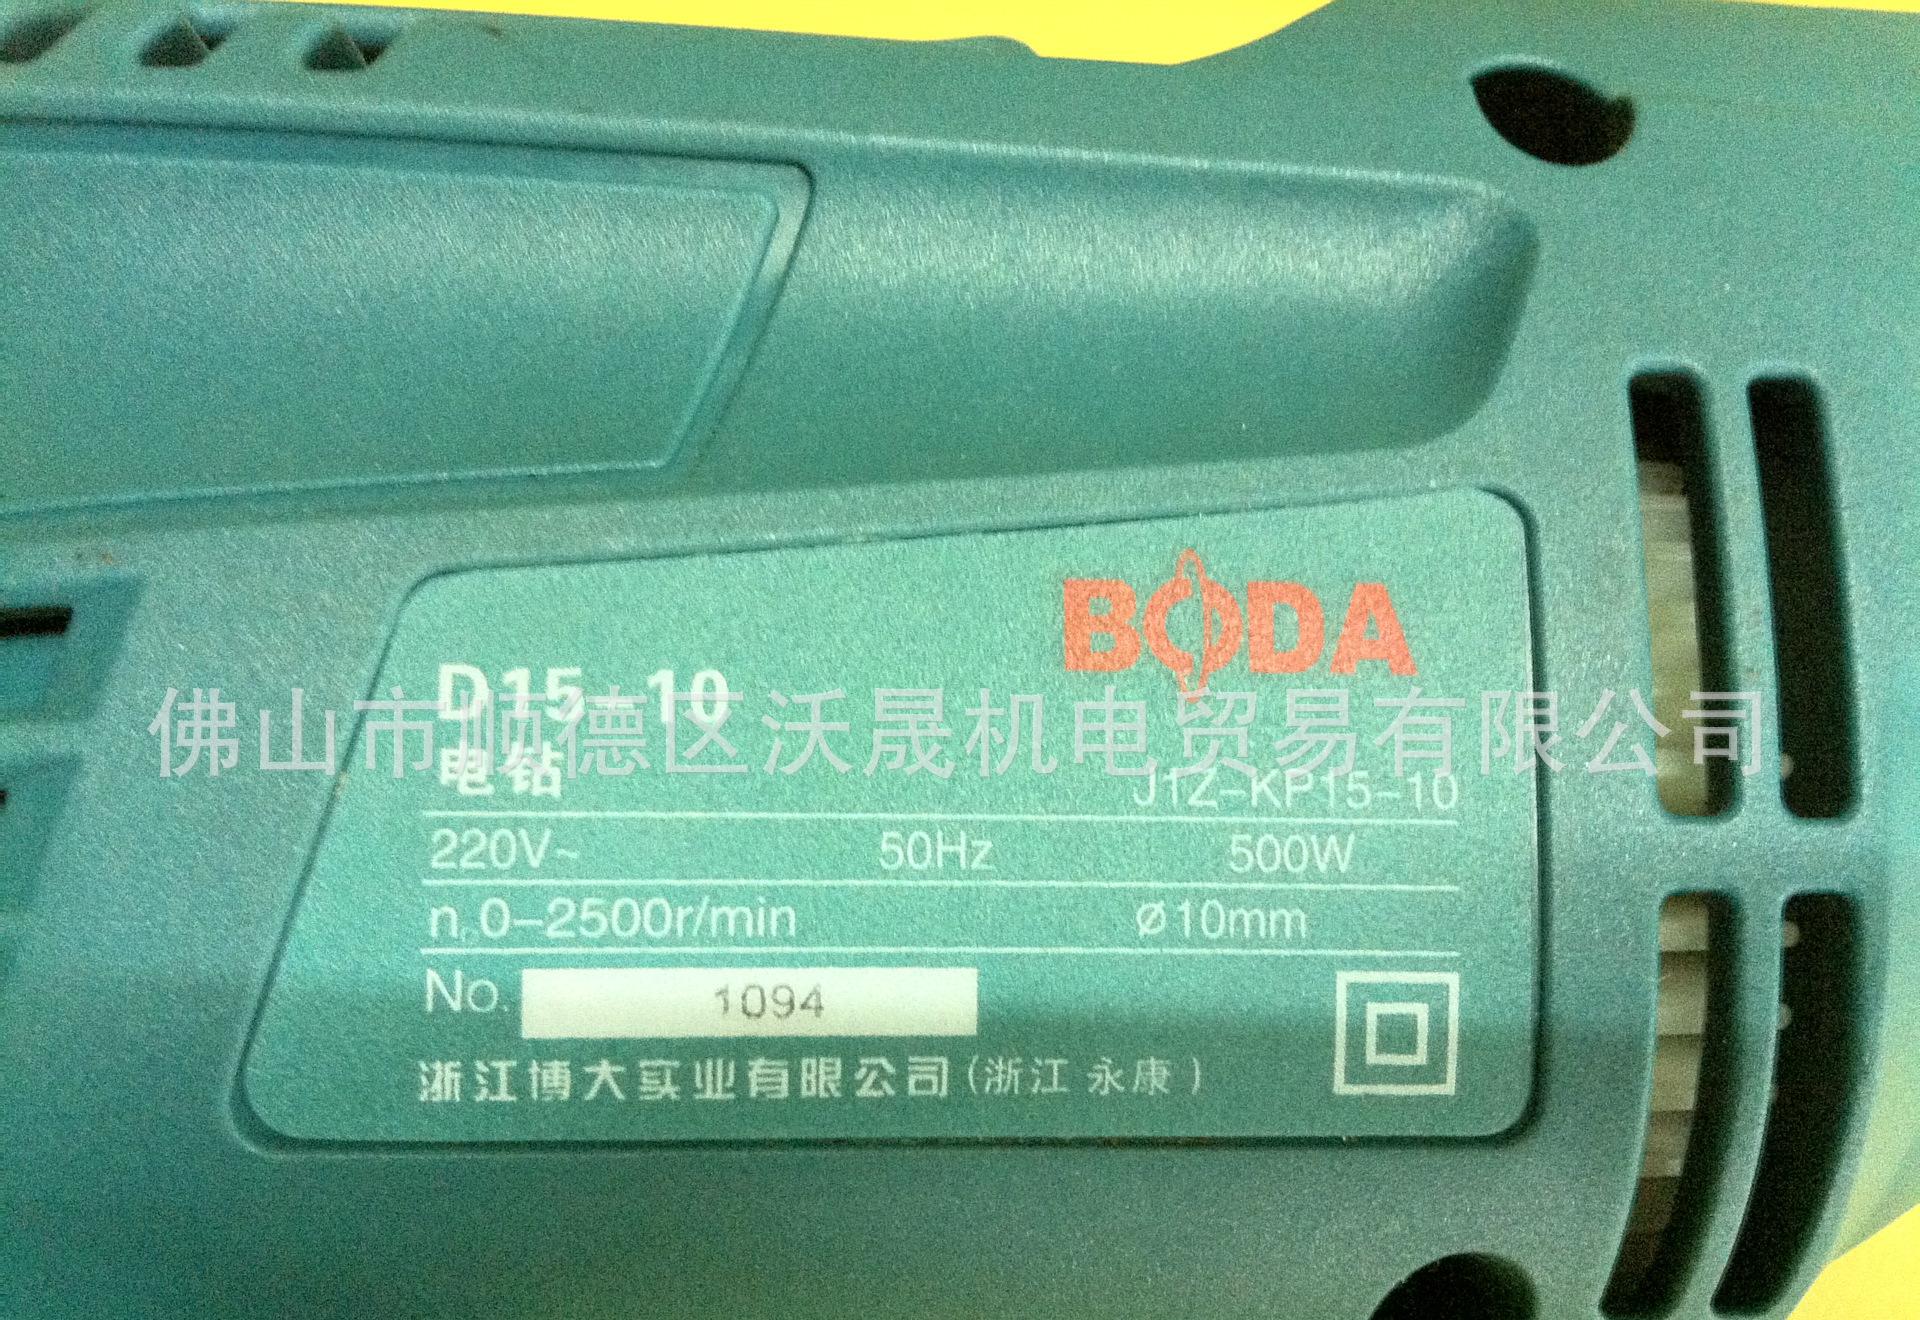 BODA
D15-10
佛山市顺德区沃晟机电贸易有限公司
电钻
J1Z-KP15-10
220V~ 50Hz 500W
n. 0-2500r/min ø10mm
No. 1094
浙江博大实业有限公司(浙江 永康)